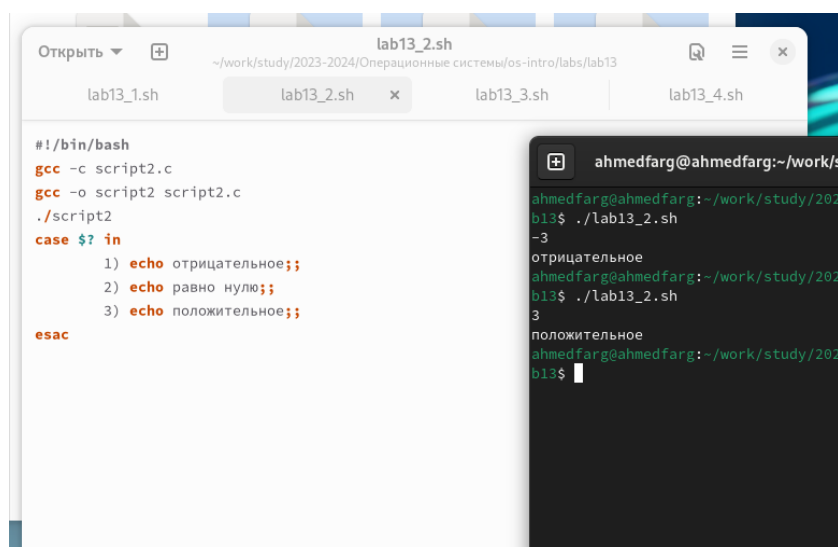 Открыть
lab13_2.sh
~/work/study/2023-2024/Операционные системы/os-intro/labs/lab13
lab13_1.sh
lab13_2.sh
lab13_3.sh
lab13_4.sh
#!/bin/bash
gcc -c script2.c
gcc -o script2 script2.c
./script2
case $? in
1) echo отрицательное;;
2) echo равно нулю;;
3) echo положительное;;
esac
ahmedfarg@ahmedfarg:~/work/s
ahmedfarg@ahmedfarg:~/work/study/202
b13$ ./lab13_2.sh
-3
отрицательное
ahmedfarg@ahmedfarg:~/work/study/202
b13$ ./lab13_2.sh
3
положительное
ahmedfarg@ahmedfarg:~/work/study/202
b13$